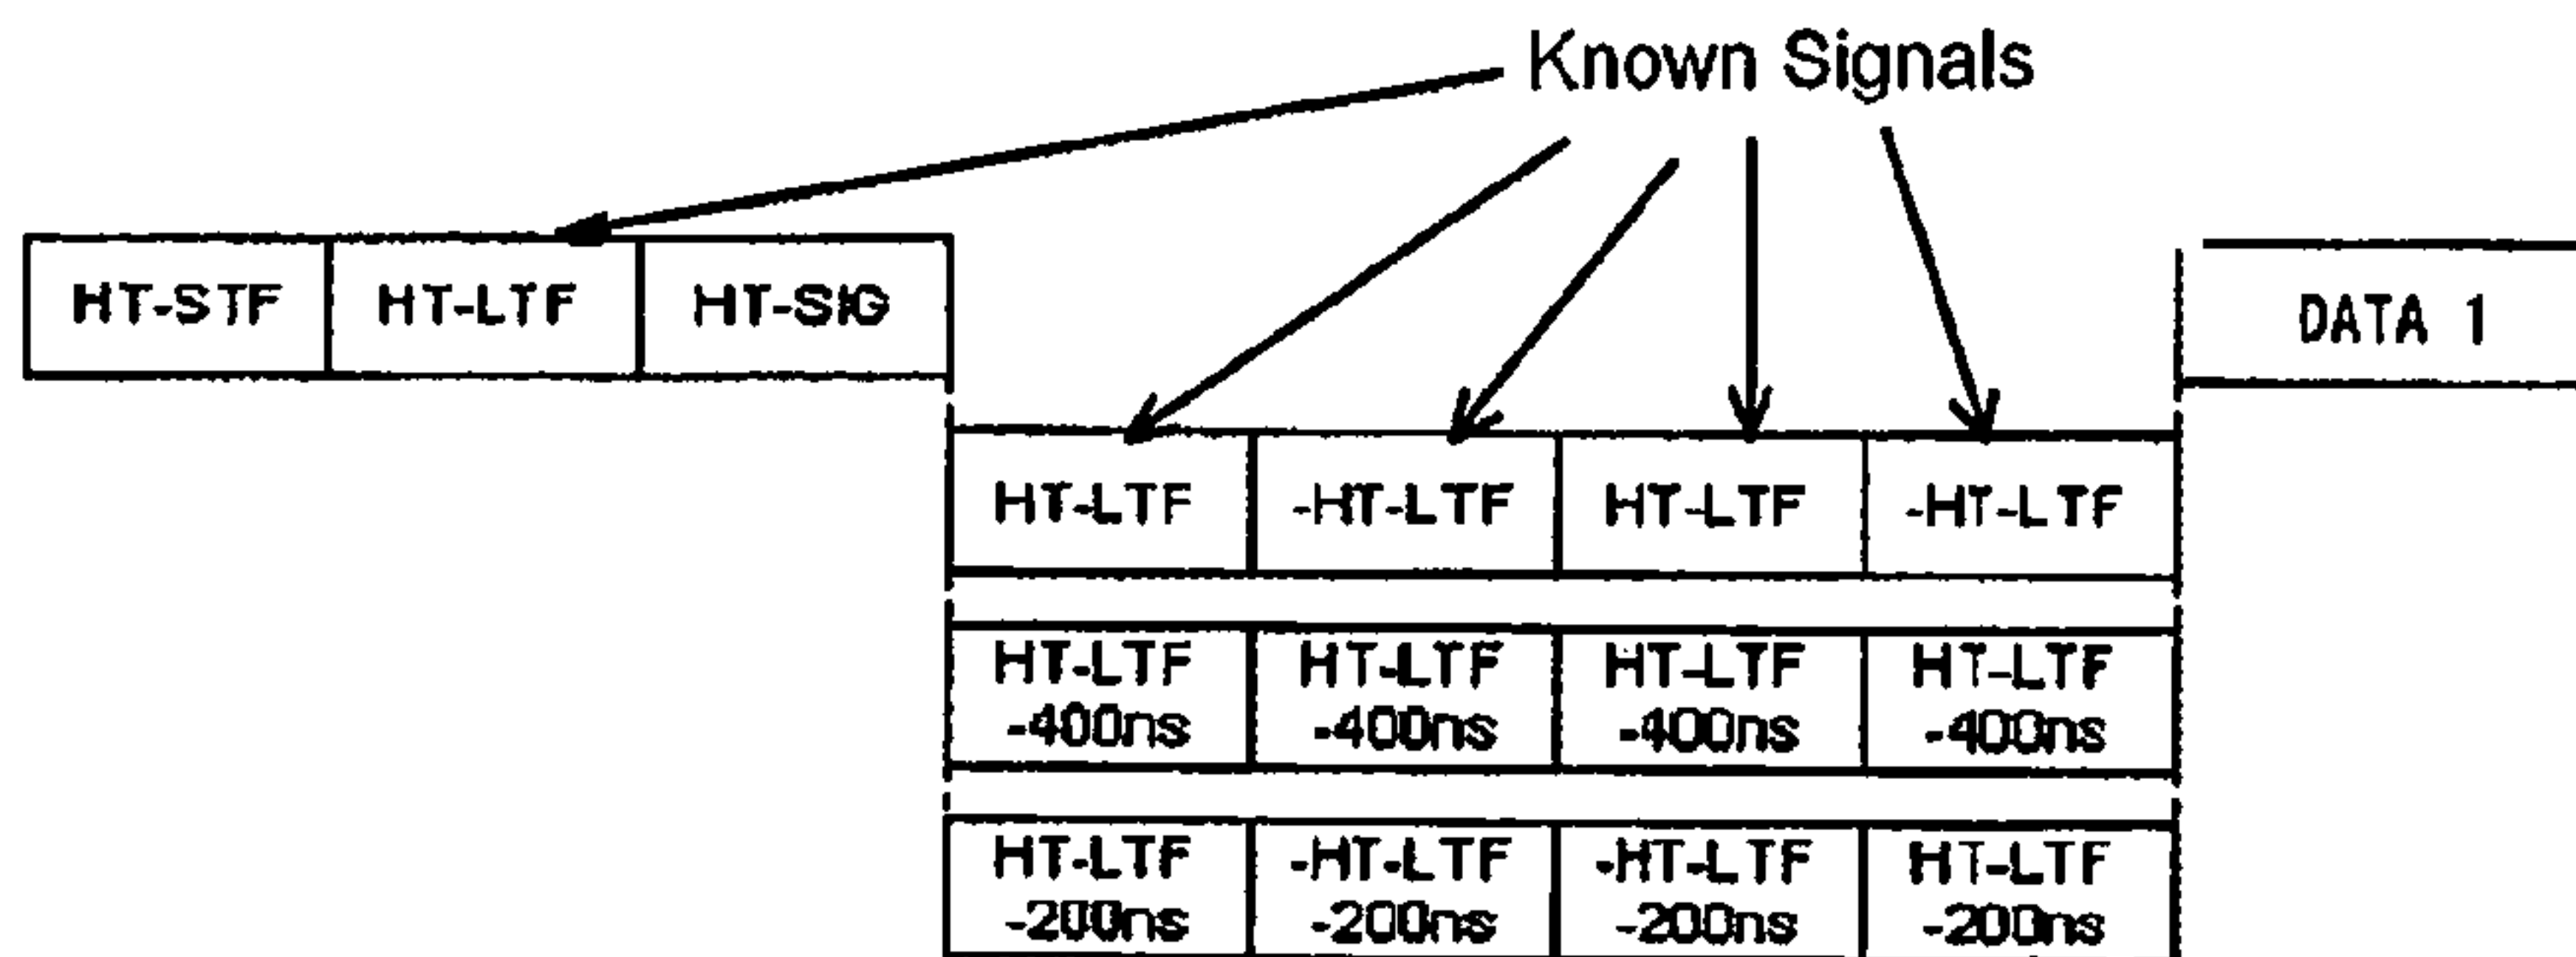 Known Signals
HT-STF HT-LTF HT-SIG DATA 1
HT-LTF -HT-LTF HT-LTF -HT-LTF
HT-LTF HT-LTF HT-LTF HT-LTF
-400ns -400ns -400ns -400ns
HT-LTF -HT-LTF -HT-LTF HT-LTF
-200ns -200ns -200ns -200ns